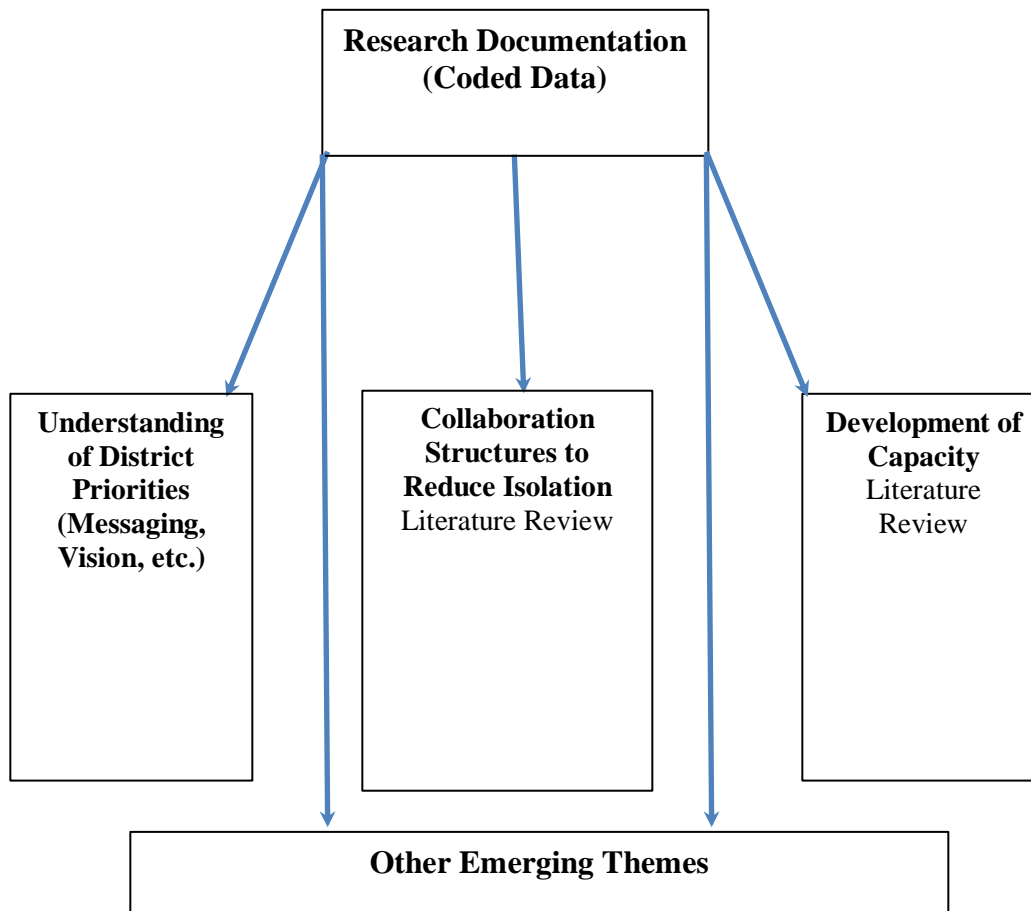 Research Documentation
(Coded Data)
Understanding
of District
Priorities
(Messaging,
Vision, etc.)
Collaboration
Structures to
Reduce Isolation
Literature Review
Development of
Capacity
Literature
Review
Other Emerging Themes